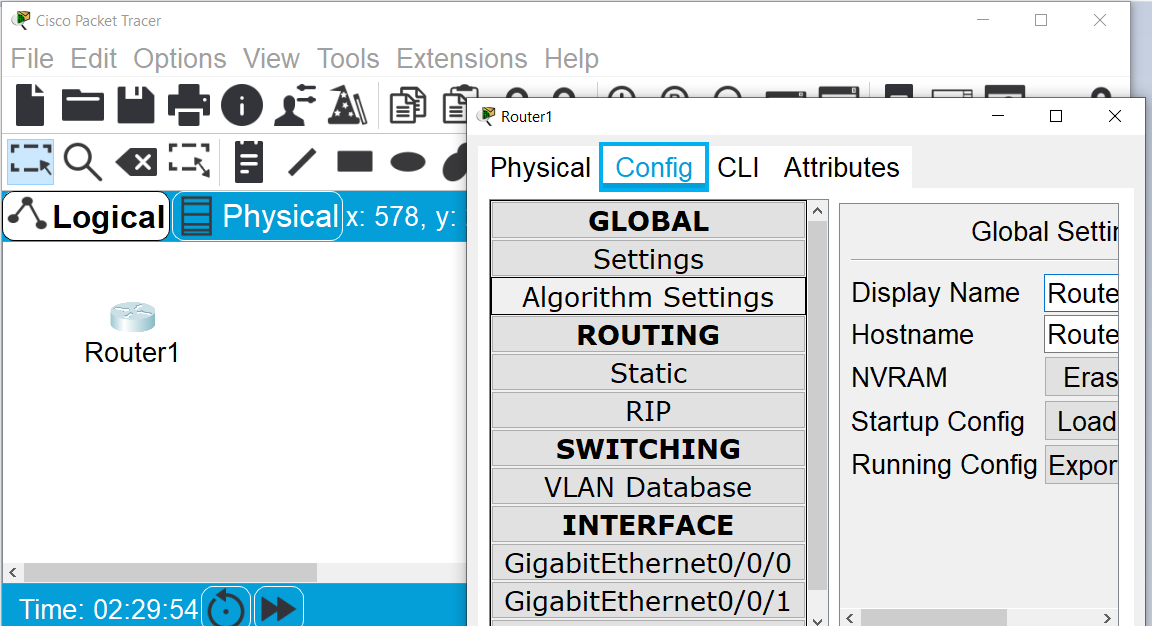 Cisco Packet Tracer
File Edit Options View Tools Extensions Help
Router1
Physical Config CLI Attributes
Logical Physical x: 578, y:
GLOBAL
Settings
Algorithm Settings
ROUTING
Static
RIP
SWITCHING
VLAN Database
INTERFACE
GigabitEthernet0/0/0
GigabitEthernet0/0/1
Global Settin
Display Name Route
Hostname Route
NVRAM Eras
Startup Config Load
Running Config Expor
Router1
Time: 02:29:54